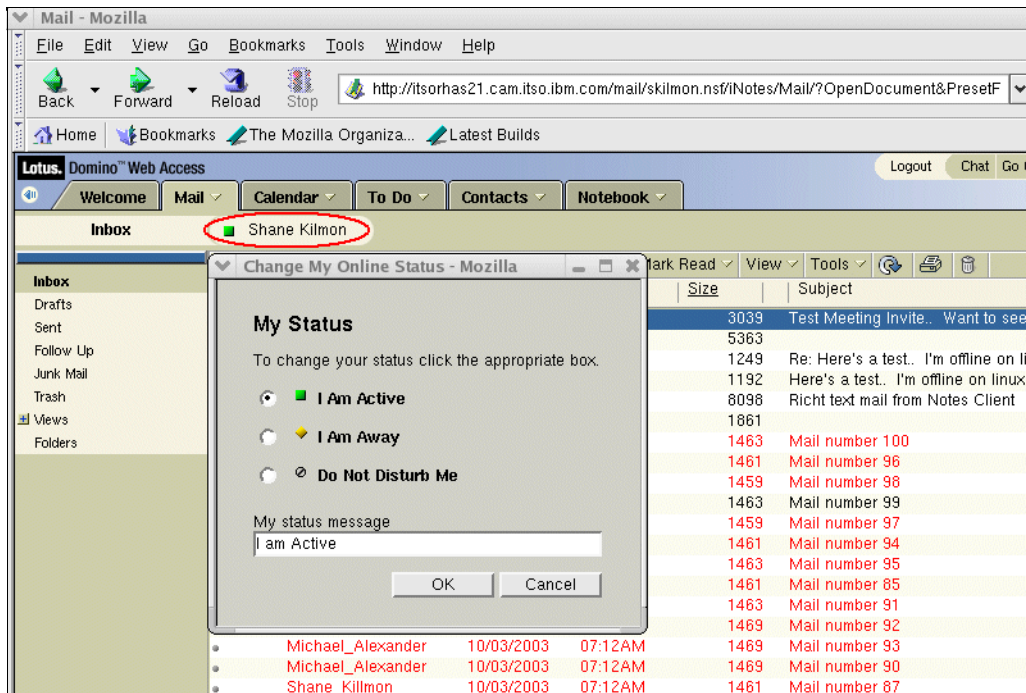 Mail - Mozilla
File Edit View Go Bookmarks Tools Window Help
Back Forward Reload Stop http://itsorhas21.cam.itso.ibm.com/mail/skilmon.nsf/iNotes/Mail/?OpenDocument&PresetF
Home Bookmarks The Mozilla Organiza... Latest Builds
Lotus. Domino™ Web Access Logout Chat Go
Welcome Mail Calendar To Do Contacts Notebook
Inbox Shane Kilmon
Change My Online Status - Mozilla
Mark Read View Tools
Size Subject
Inbox
Drafts
Sent
Follow Up
Junk Mail
Trash
Views
Folders
My Status
To change your status click the appropriate box.
I Am Active
I Am Away
Do Not Disturb Me
My status message
I am Active
OK Cancel
3039 Test Meeting Invite.. Want to see
5363
1249 Re: Here's a test.. I'm offline on li
1192 Here's a test.. I'm offline on linux
8098 Richt text mail from Notes Client
1861
1463 Mail number 100
1461 Mail number 96
1459 Mail number 98
1463 Mail number 99
1459 Mail number 97
1461 Mail number 94
1463 Mail number 95
1461 Mail number 85
1463 Mail number 91
1469 Mail number 92
Michael_Alexander 10/03/2003 07:12AM 1469 Mail number 93
Michael_Alexander 10/03/2003 07:12AM 1469 Mail number 90
Shane Killmon 10/03/2003 07:12AM 1461 Mail number 87